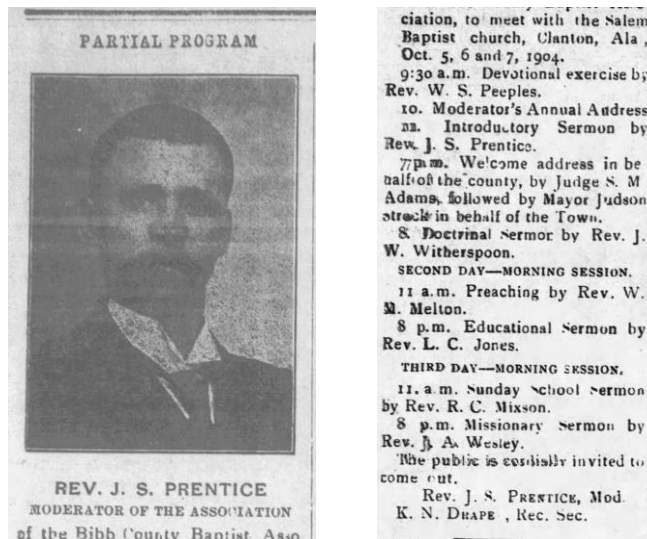 PARTIAL PROGRAM
REV. J. S. PRENTICE
MODERATOR OF THE ASSOCIATION
of the Bibb County Baptist Asso
ciation, to meet with the Salem
Baptist church, Clanton, Ala,
Oct. 5, 6 and 7, 1904.
9:30 a.m. Devotional exercise by
Rev. W. S. Peeples.
10. Moderator's Annual Address
Introductory Sermon by
Rev. J. S. Prentice.
7 p.m. We'come address in be
half of the county, by Judge S. M
Adams, followed by Mayor Judson
in behalf of the Town.
8. Doctrinal Sermon by Rev. J.
W. Witherspoon.
SECOND DAY—MORNING SESSION.
11 a.m. Preaching by Rev. W.
Melton.
8 p.m. Educational Sermon by
Rev. L. C. Jones.
THIRD DAY—MORNING SESSION.
11. a.m. Sunday School Sermon
by Rev. R. C. Mixson.
8 p.m. Missionary Sermon by
Rev. J. A. Wesley.
The public is cordially invited to
come out.
Rev. J. S. PRENTICE, Mod.
K. N. DRAPE , Rec. Sec.